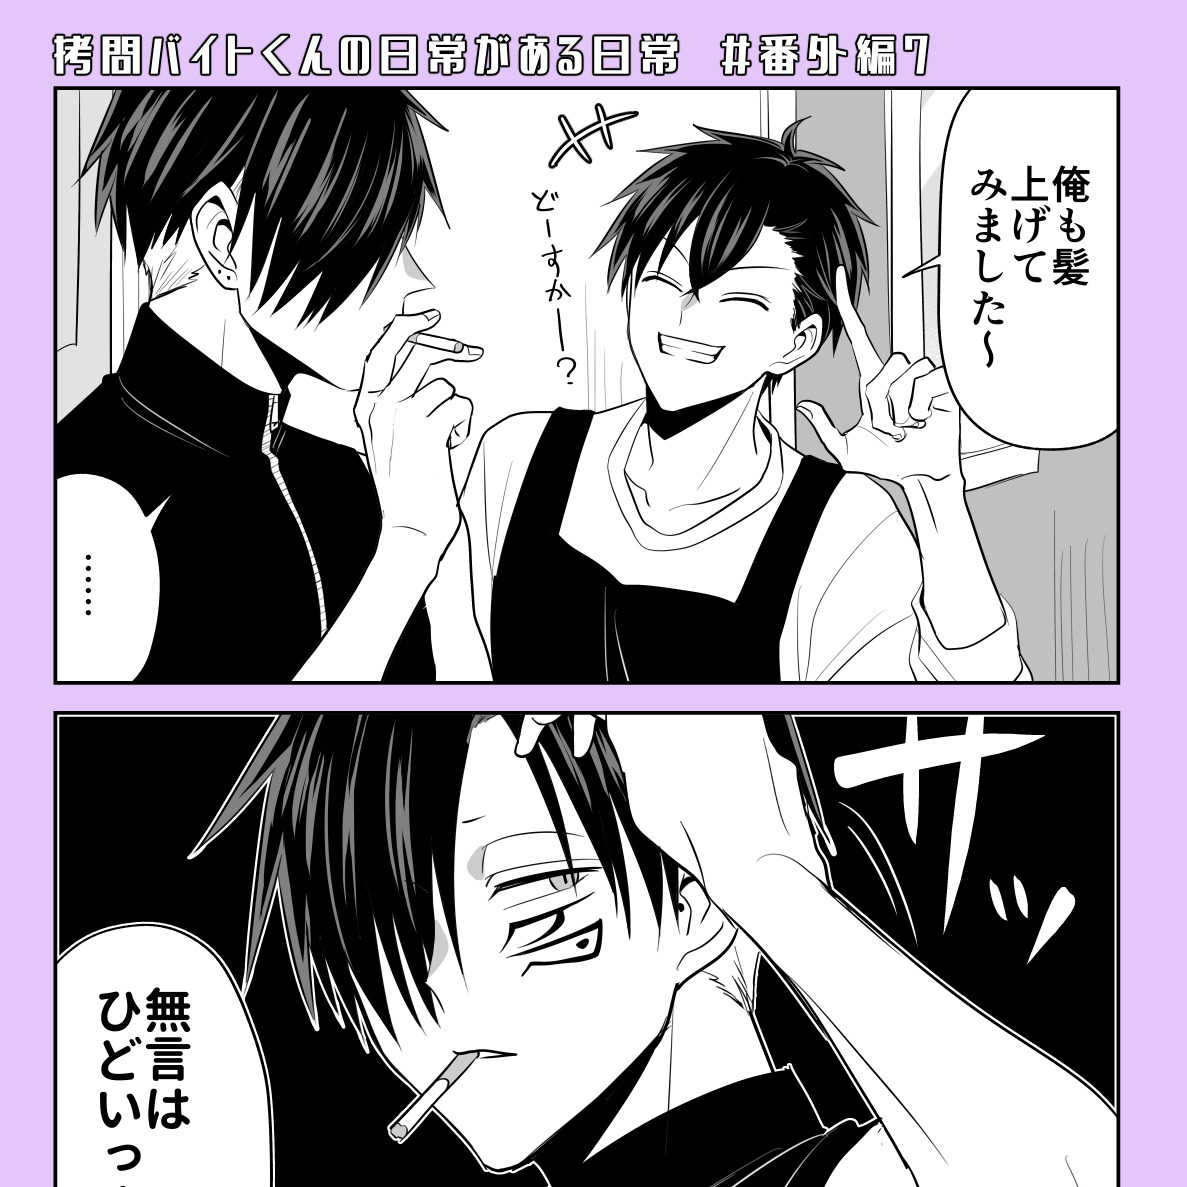 拷問バイトくんの日常がある日常 #番外編7
俺も髪
上げて
みました～
どーすかー?
……
サッ
無言は
ひどいっ